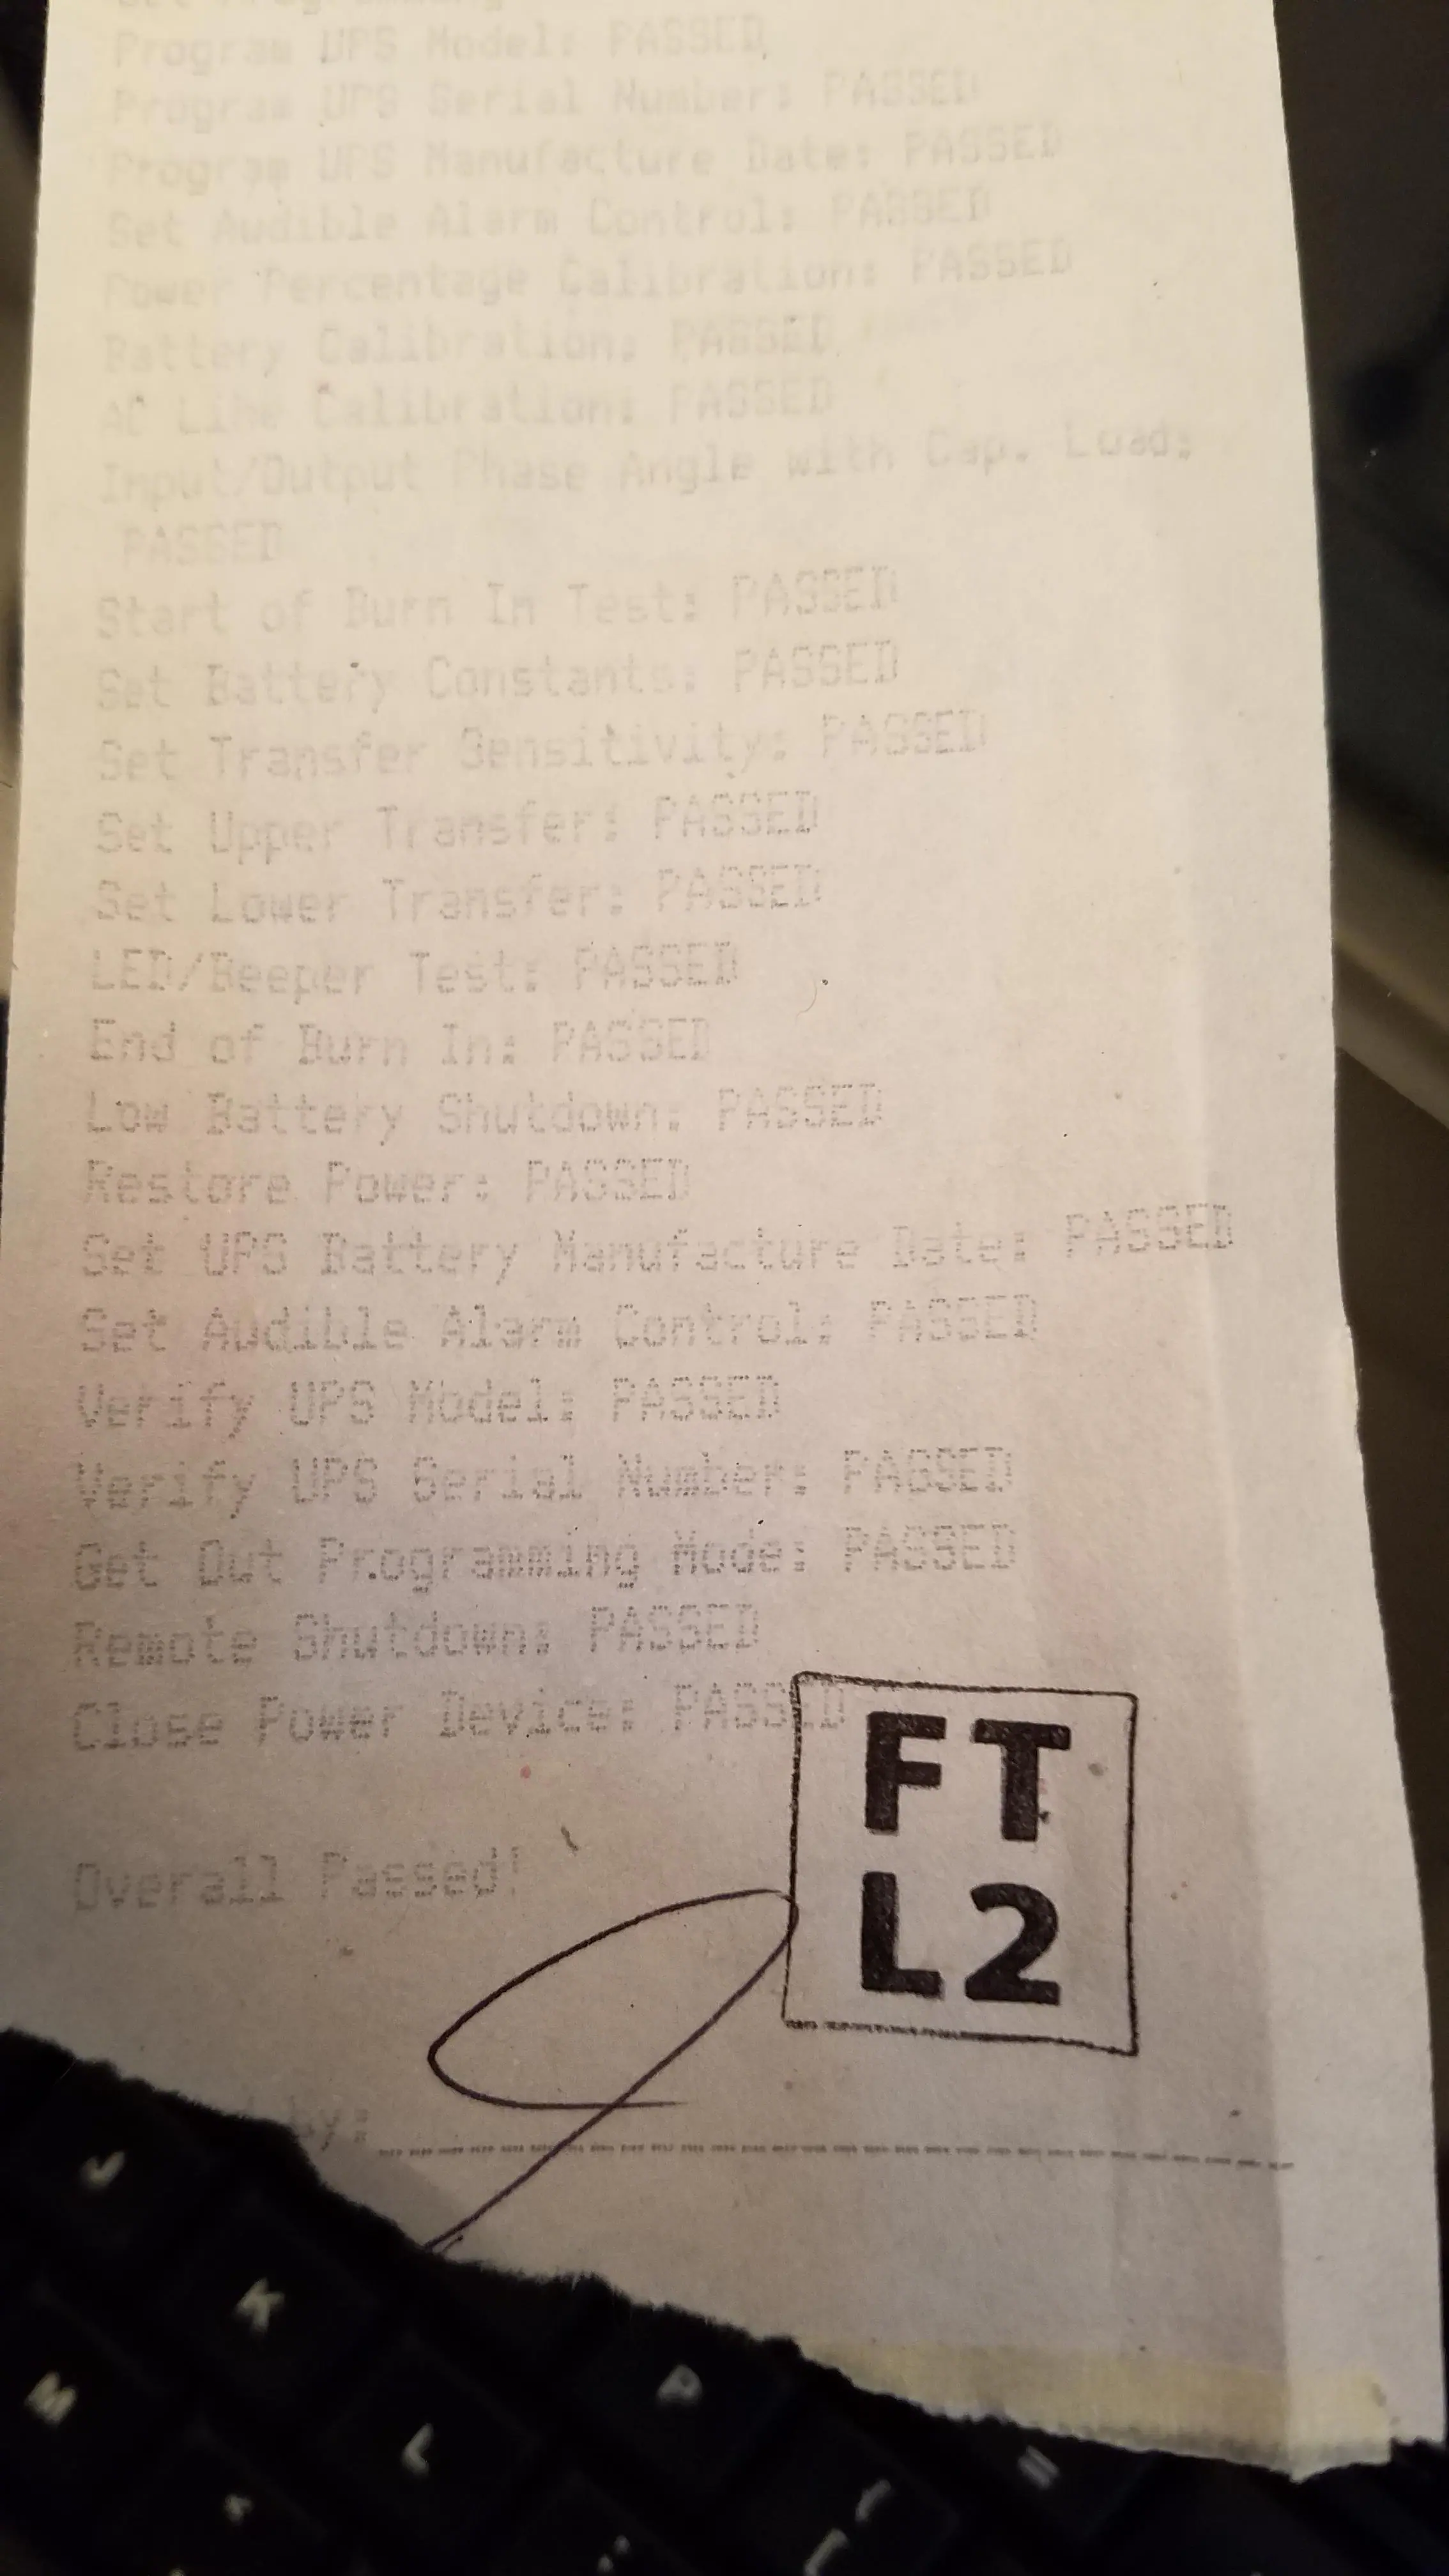 Program UPS Model: PASSED
Program UPS Serial Number: PASSED
Program UPS Manufacture Date: PASSED
Set Audible Alarm Control: PASSED
Power Percentage Calibration: PASSED
Battery Calibration: PASSED
AC Line Calibration: PASSED
Input/Output Phase Angle with Cap. Load:
PASSED
Start of Burn In Test: PASSED
Set Battery Constants: PASSED
Set Transfer Sensitivity: PASSED
Set Upper Transfer: PASSED
Set Lower Transfer: PASSED
LED/Beeper Test: PASSED
End of Burn In: PASSED
Low Battery Shutdown: PASSED
Restore Power: PASSED
Set UPS Battery Manufacture Date: PASSED
Set Audible Alarm Control: PASSED
Verify UPS Model: PASSED
Verify UPS Serial Number: PASSED
Set Out Programming Mode: PASSED
Remote Shutdown: PASSED
Close Power Device: PASSED
FT
L2
Overall Passed!
by:
J
K
P
M
L
=